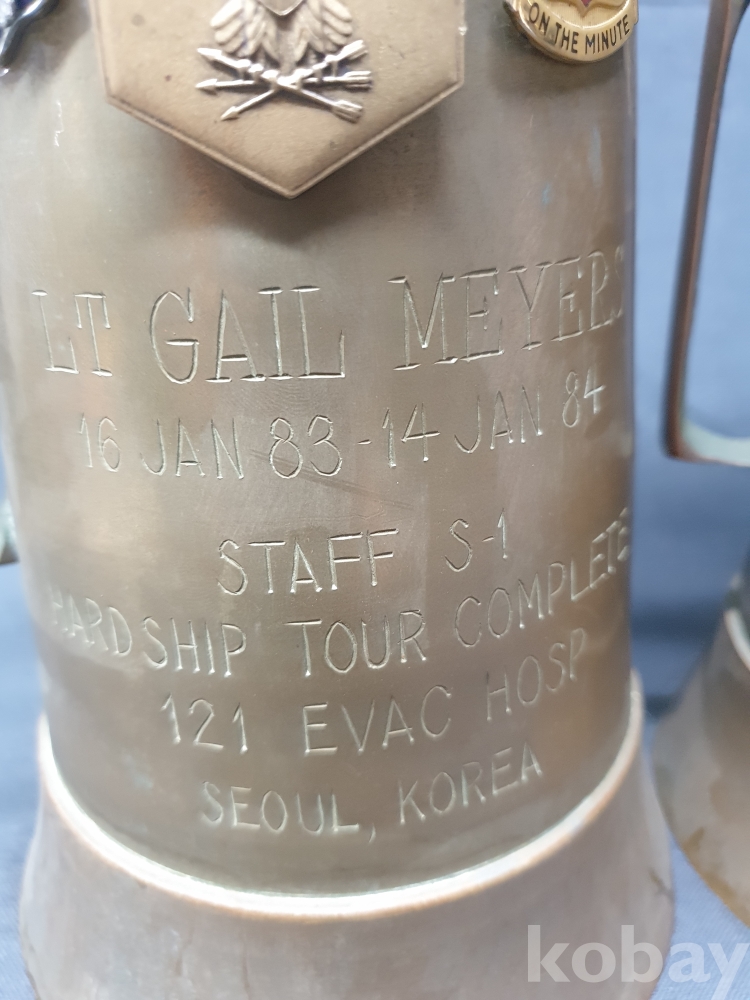 ON THE MINUTE
LT GAIL MEYERS
16 JAN 83-14 JAN 84
STAFF S-1
HARDSHIP TOUR COMPLETE
121 EVAC HOSP
SEOUL, KOREA
kobay